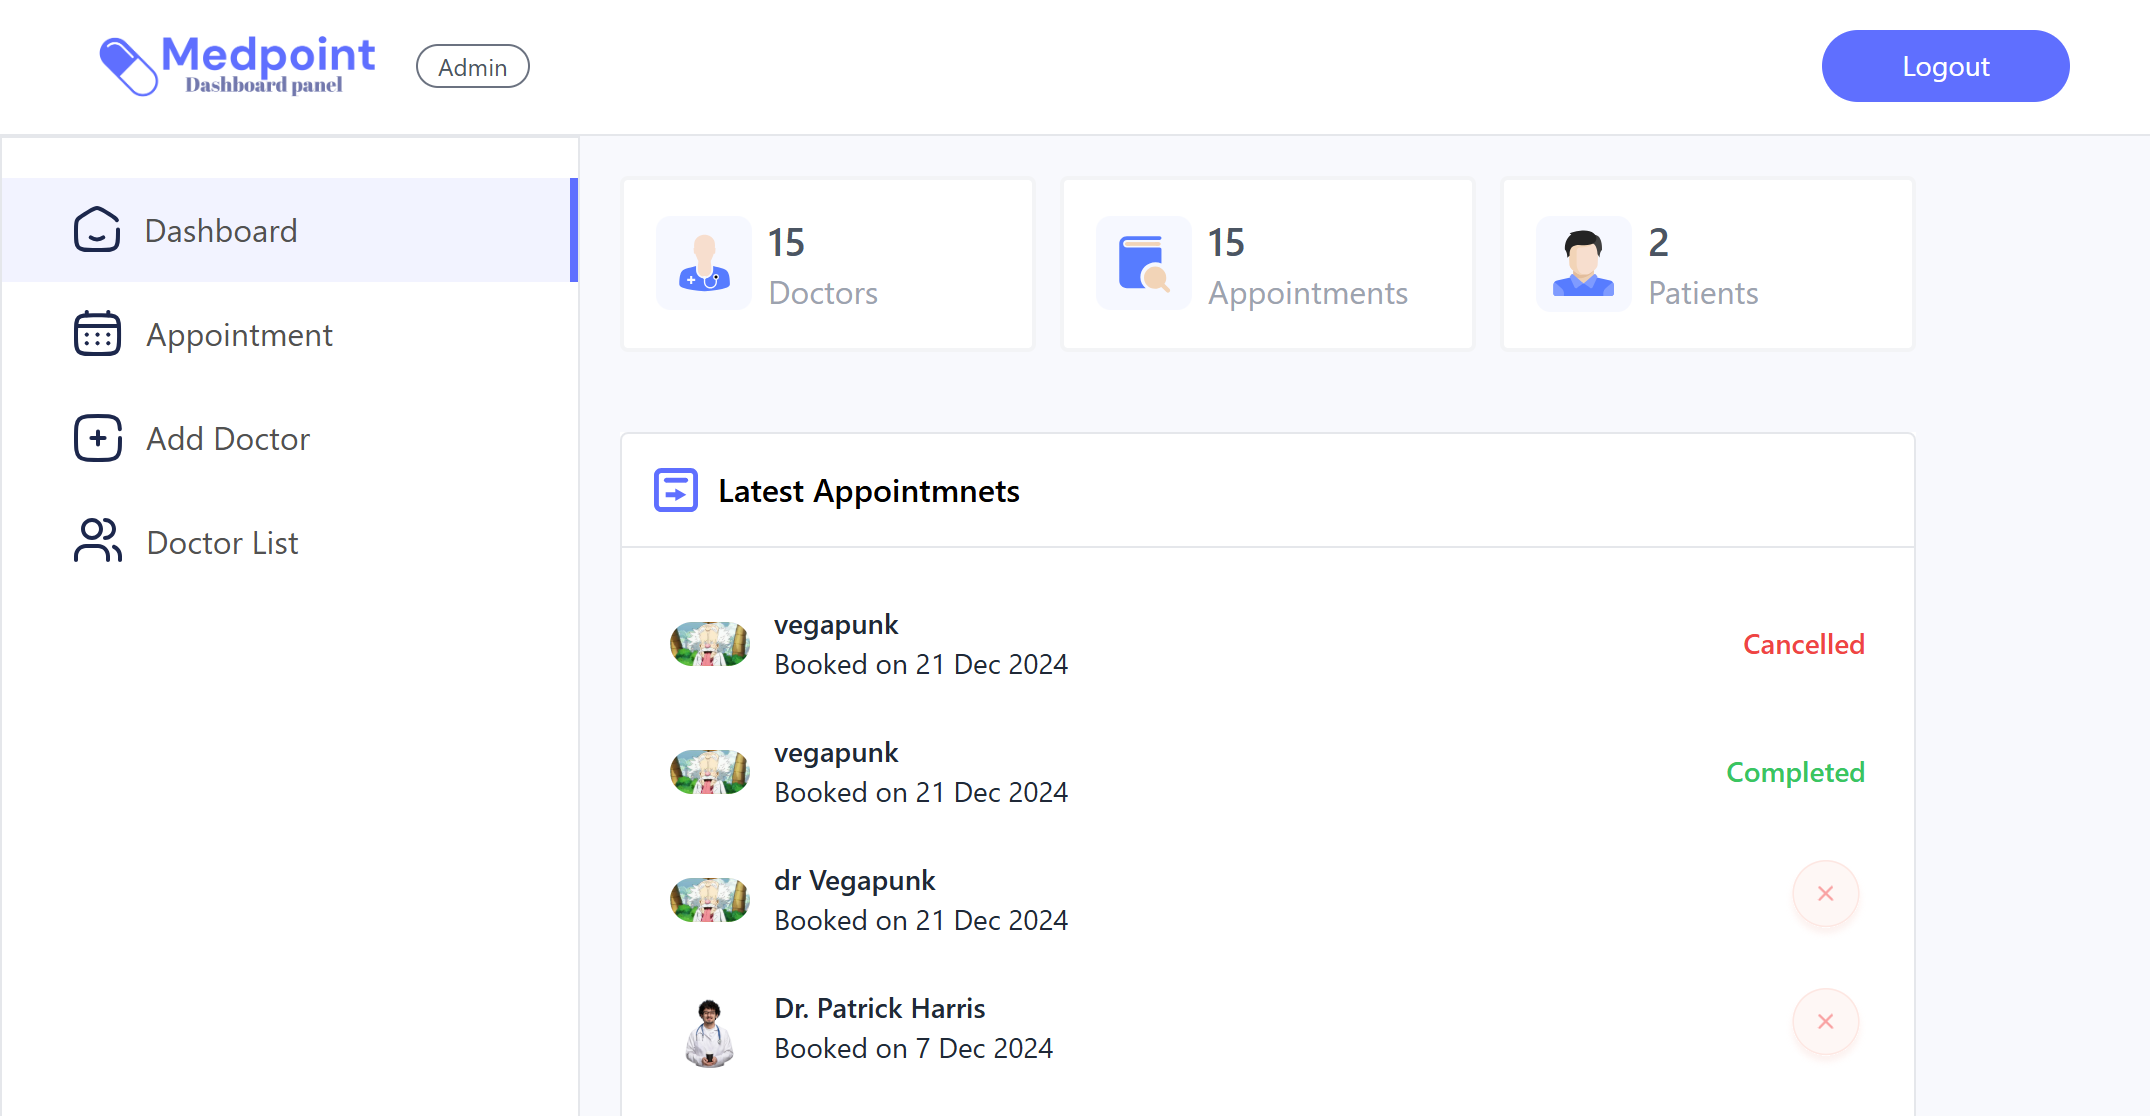 Medpoint
Dashboard panel
Admin
Logout
Dashboard
Appointment
Add Doctor
Doctor List
15
Doctors
15
Appointments
2
Patients
Latest Appointmnets
vegapunk
Booked on 21 Dec 2024
Cancelled
vegapunk
Booked on 21 Dec 2024
Completed
dr Vegapunk
Booked on 21 Dec 2024
Dr. Patrick Harris
Booked on 7 Dec 2024